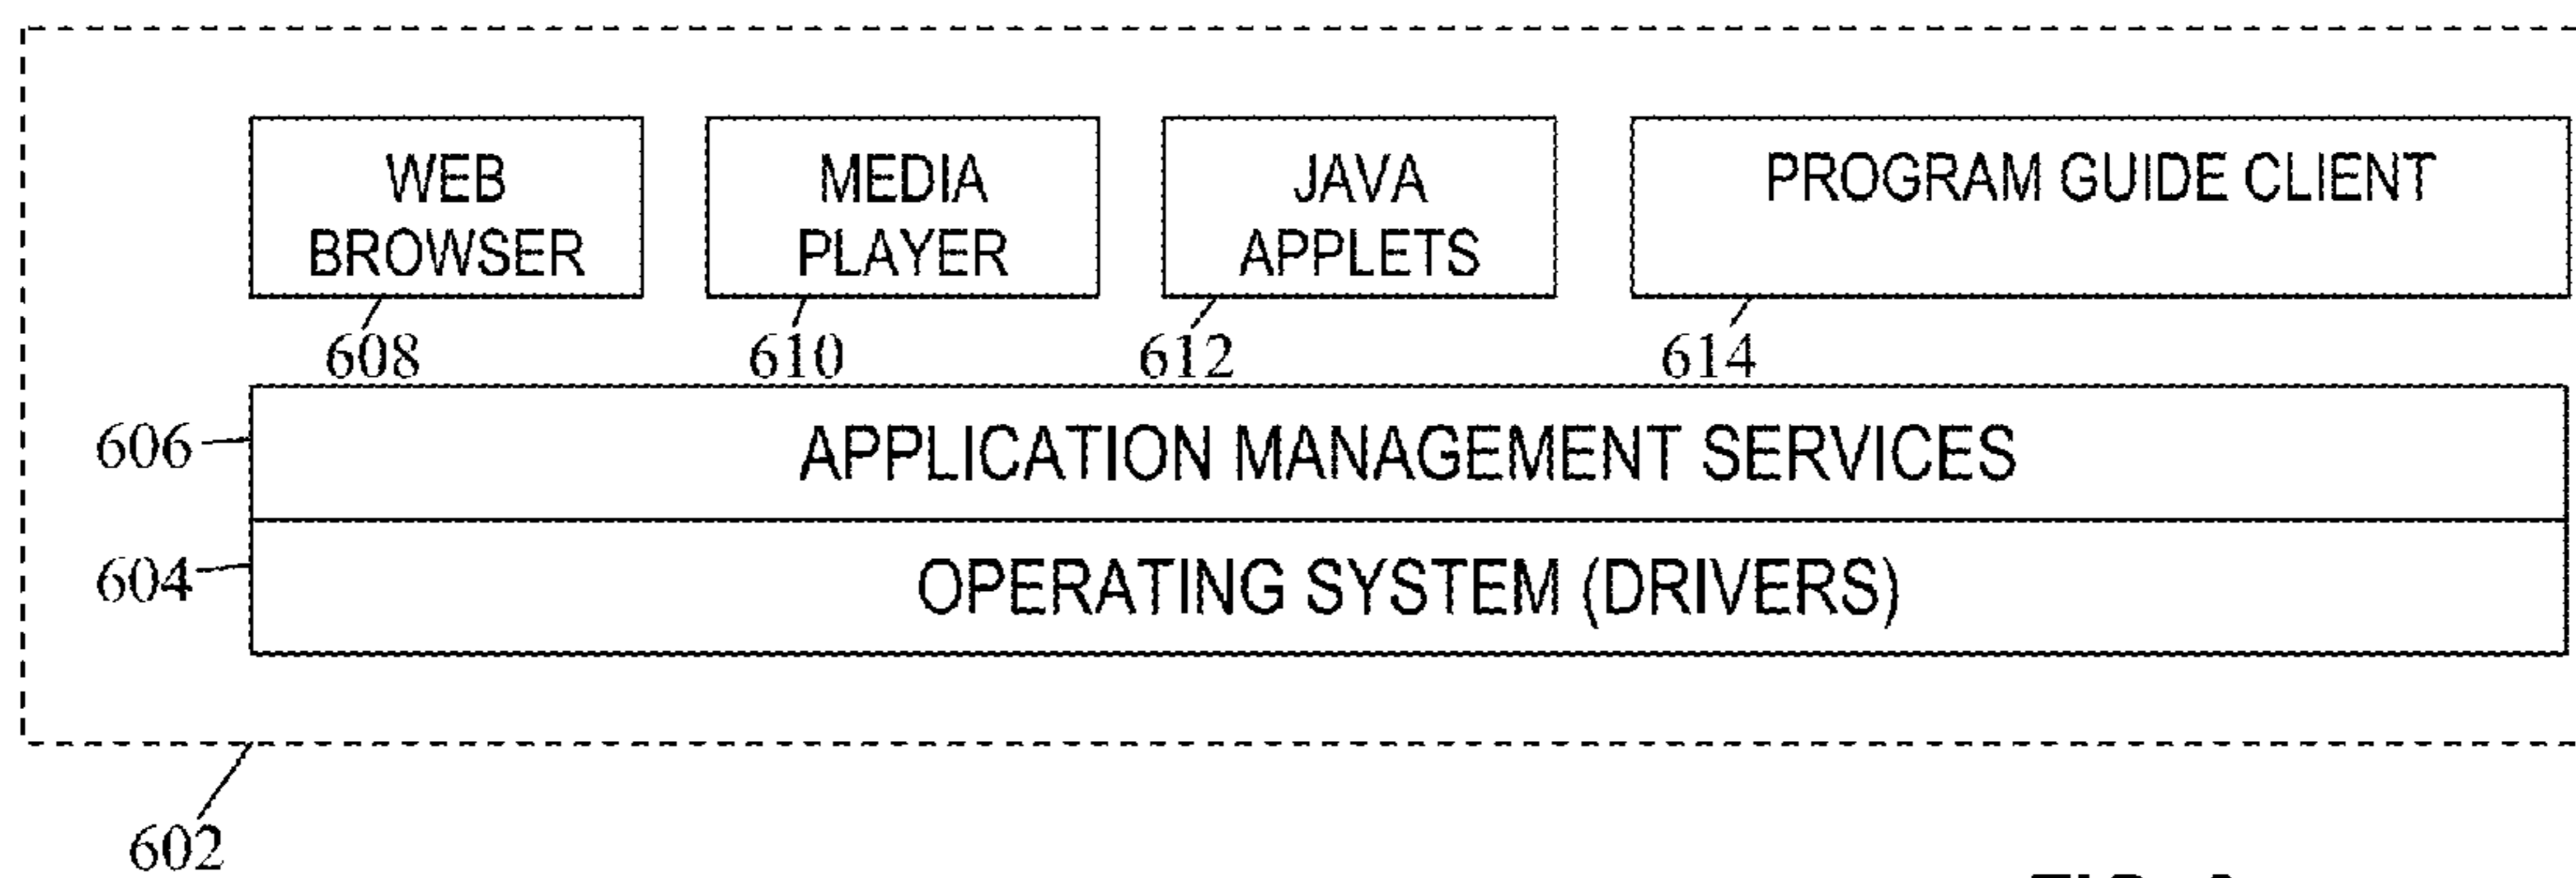 WEB
BROWSER
MEDIA
PLAYER
JAVA
APPLETS
PROGRAM GUIDE CLIENT
608
610
612
614
606
APPLICATION MANAGEMENT SERVICES
604
OPERATING SYSTEM (DRIVERS)
602